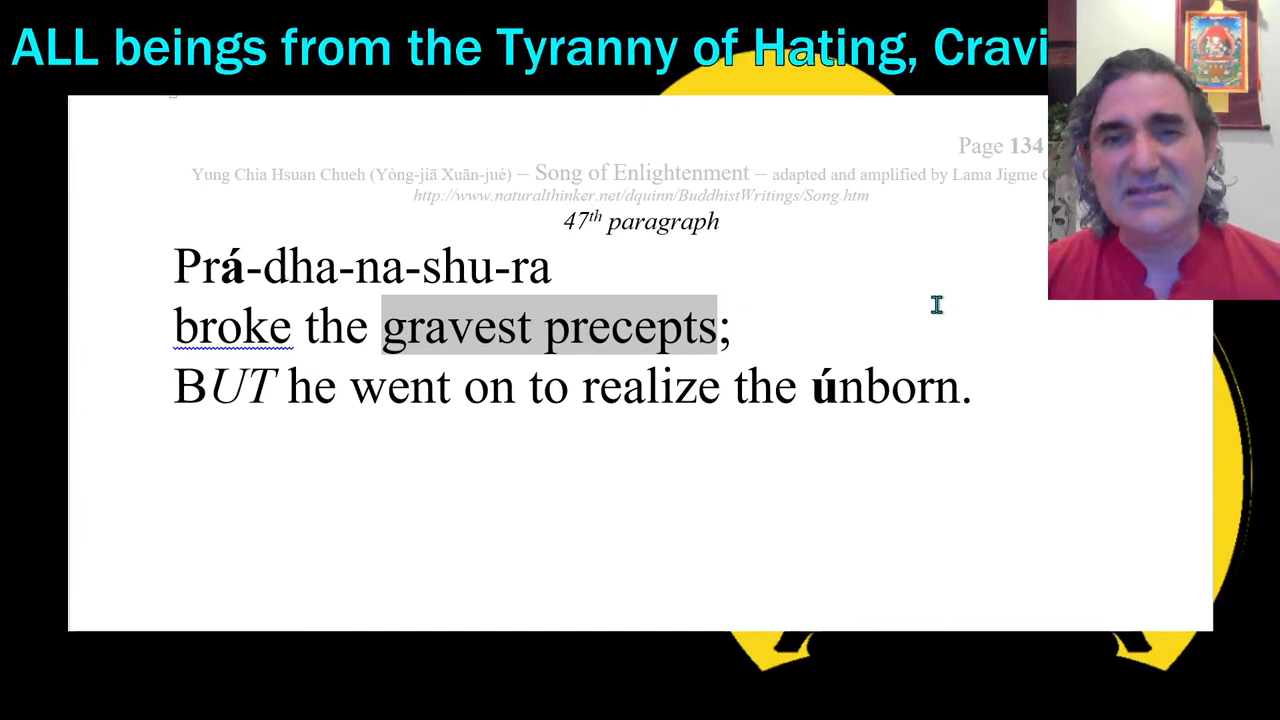 ALL beings from the Tyranny of Hating, Cravi
Page 134
Yung Chia Hsuan Chueh (Yòng-jiā Xuān-jué) – Song of Enlightenment – adapted and amplified by Lama Jigme
http://www.naturalthinker.net/dquinn/BuddhistWritings/Song.htm
47th paragraph
Prá-dha-na-shu-ra
broke the gravest precepts;
BUT he went on to realize the únborn.